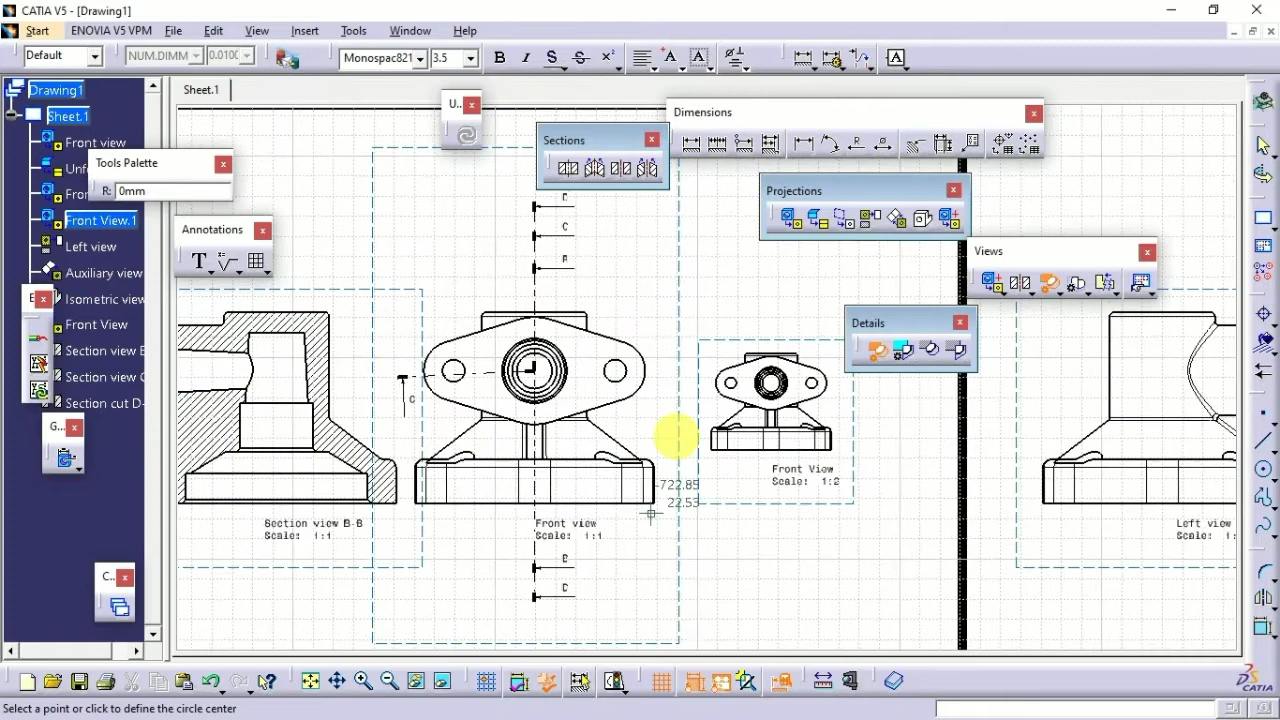 CATIA V5 - [Drawing1]
Start ENOVIA V5 VPM File Edit View Insert Tools Window Help
Default NUM.DIMM 0.0100 Monospac821 3.5 B I S
Drawing1
Sheet.1
Sheet.1
U..
Dimensions
Sections
Front view
Tools Palette
Unf
R: 0mm
Fron
Projections
Front View.1
Annotations
Left view
Views
Auxiliary view
Isometric view
Front View
Details
Section view B
Section view C
Section cut D-
G...
C
C
-722.85
22.53
Front View
Scale: 1:2
Section view B-B
Scale: 1:1
Front view
Scale: 1:1
Left view
Scale: 1:
B
C..
CATIA
Select a point or click to define the circle center